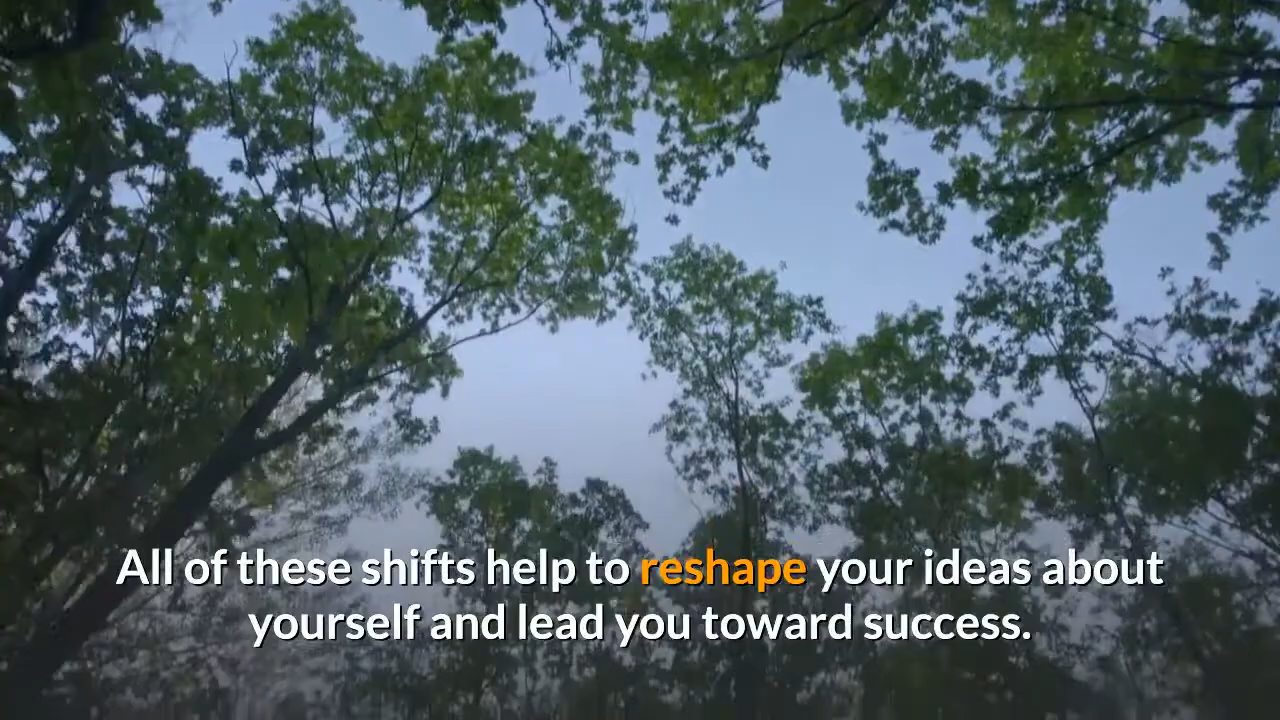 All of these shifts help to reshape your ideas about
yourself and lead you toward success.